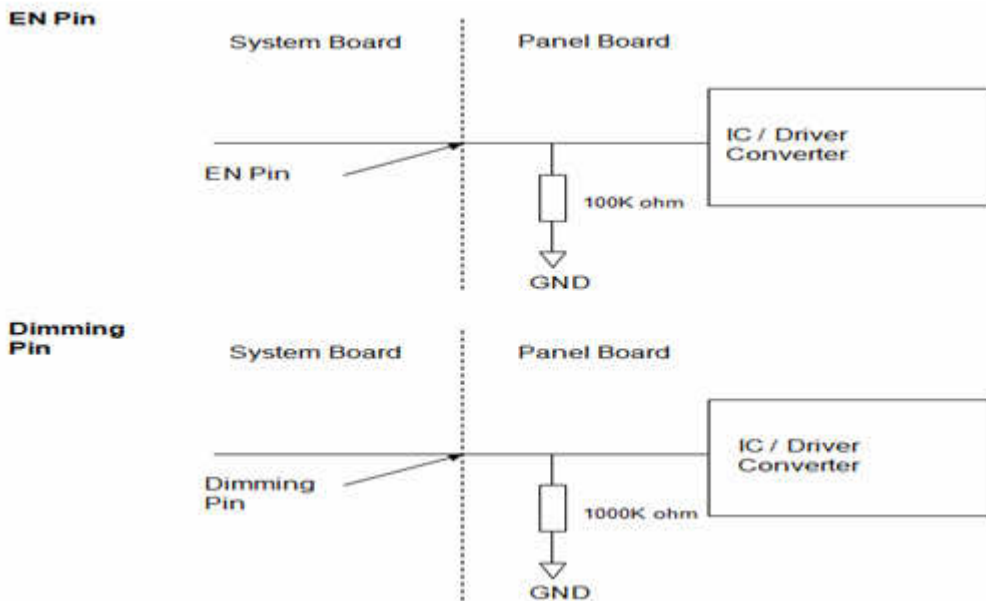 EN Pin
System Board
Panel Board
IC / Driver
Converter
EN Pin
100K ohm
GND
Dimming
Pin
System Board
Panel Board
IC / Driver
Converter
Dimming
Pin
1000K ohm
GND